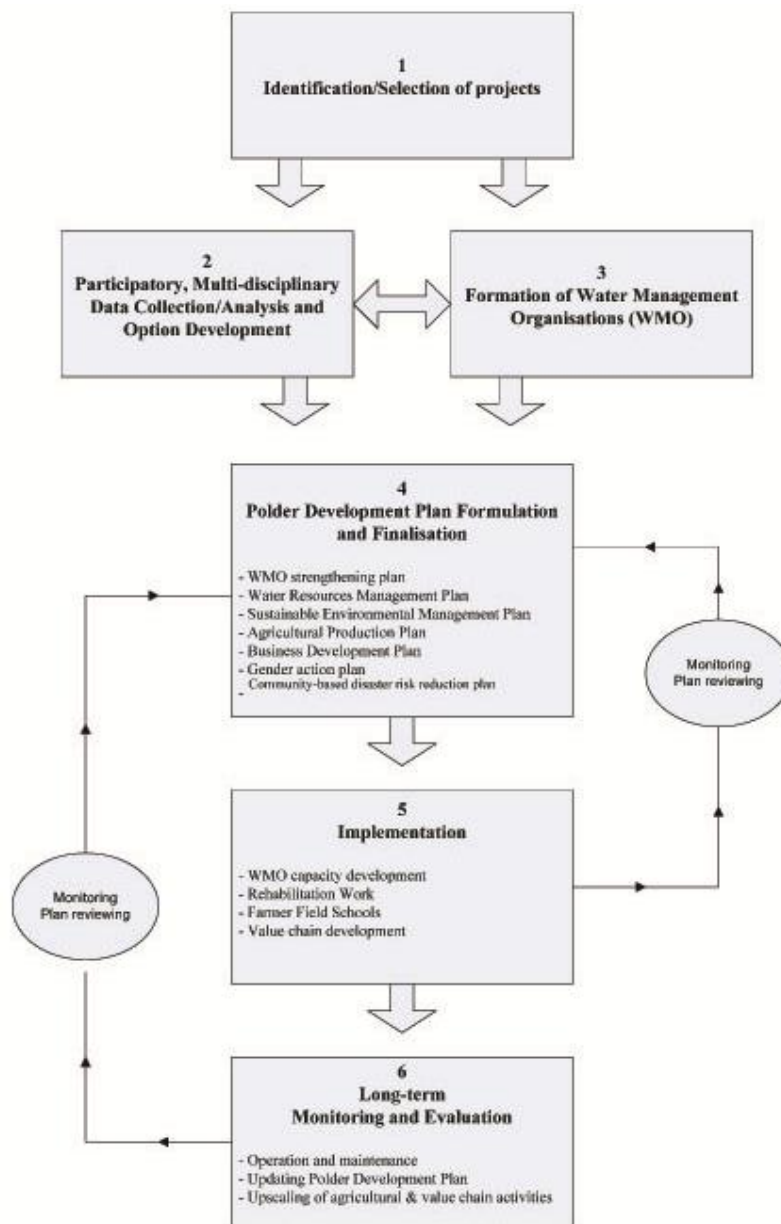 1
Identification/Selection of projects
2
Participatory, Multi-disciplinary
Data Collection/Analysis and
Option Development
3
Formation of Water Management
Organisations (WMO)
4
Polder Development Plan Formulation
and Finalisation
- WMO strengthening plan
- Water Resources Management Plan
- Sustainable Environmental Management Plan
- Agricultural Production Plan
- Business Development Plan
- Gender action plan
- Community-based disaster risk reduction plan
Monitoring
Plan reviewing
5
Implementation
- WMO capacity development
- Rehabilitation Work
- Farmer Field Schools
- Value chain development
Monitoring
Plan reviewing
6
Long-term
Monitoring and Evaluation
- Operation and maintenance
- Updating Polder Development Plan
- Upscaling of agricultural & value chain activities